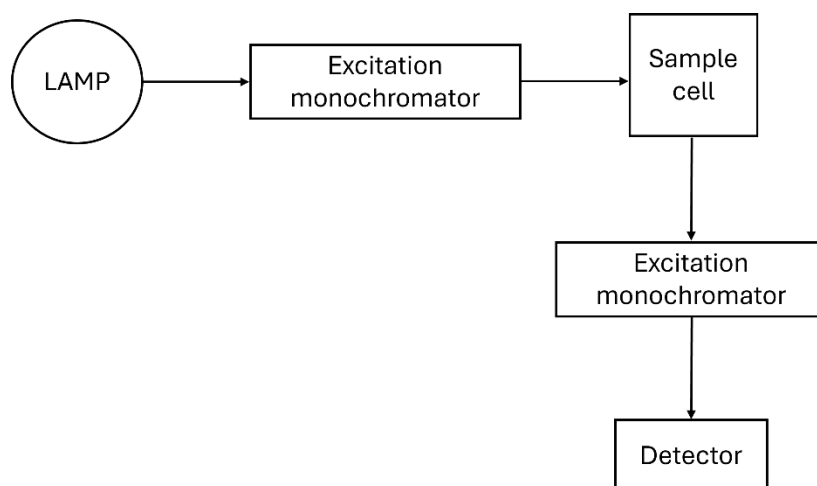 LAMP
Excitation
monochromator
Sample
cell
Excitation
monochromator
Detector